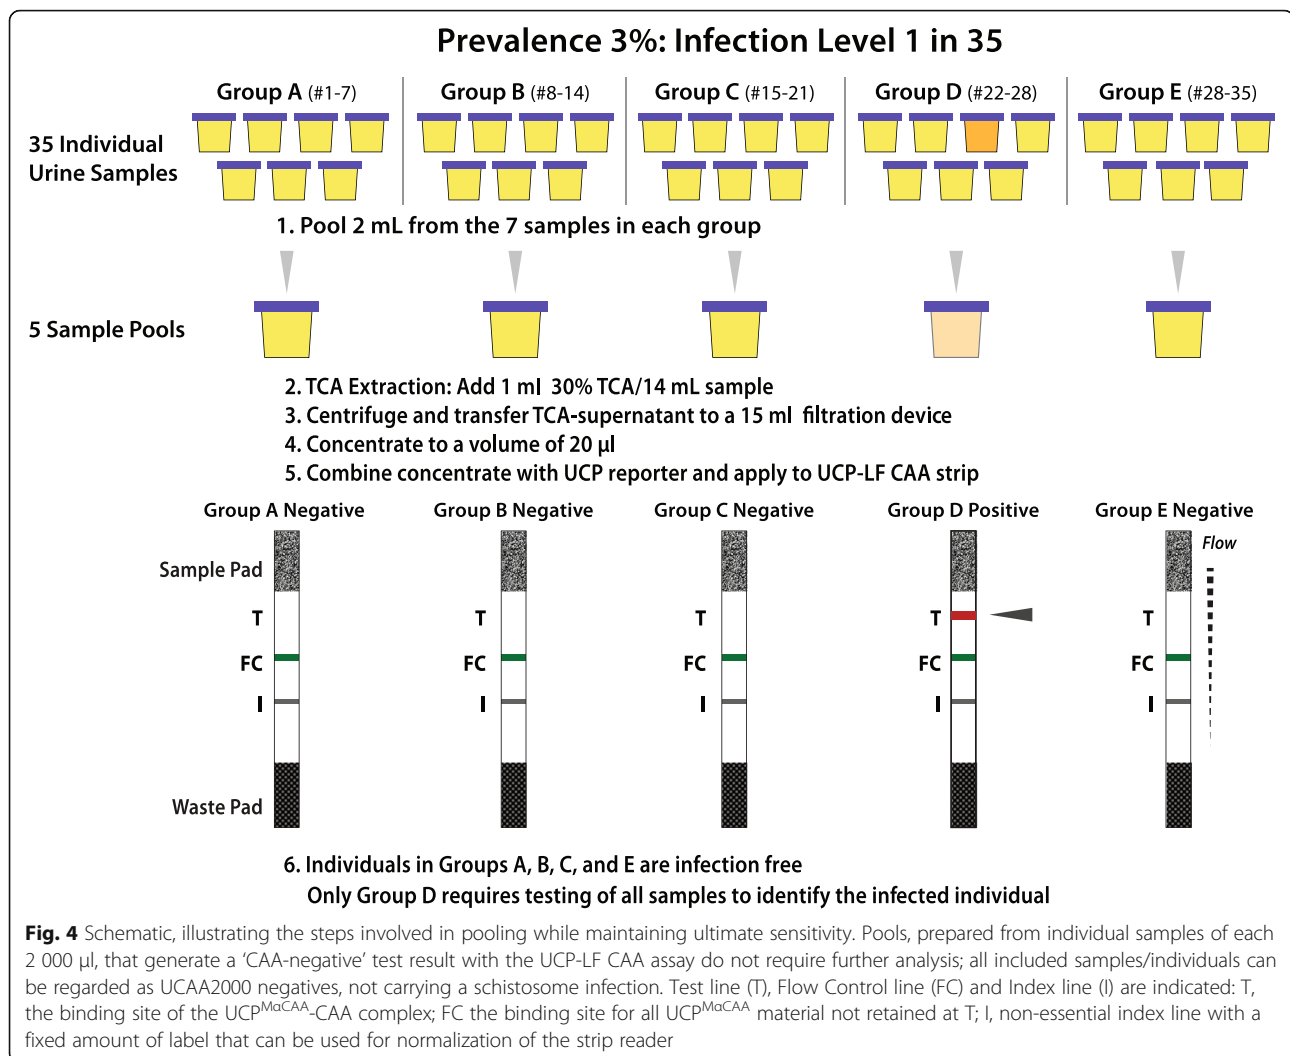 Prevalence 3%: Infection Level 1 in 35
Group A (#1-7)
Group B (#8-14)
Group C (#15-21)
Group D (#22-28)
Group E (#28-35)
35 Individual
Urine Samples
1. Pool 2 mL from the 7 samples in each group
5 Sample Pools
2. TCA Extraction: Add 1 ml 30% TCA/14 mL sample
3. Centrifuge and transfer TCA-supernatant to a 15 ml filtration device
4. Concentrate to a volume of 20 µl
5. Combine concentrate with UCP reporter and apply to UCP-LF CAA strip
Group A Negative
Group B Negative
Group C Negative
Group D Positive
Group E Negative
Flow
Sample Pad
T
T
T
T
T
FC
FC
FC
FC
FC
I
I
I
I
I
Waste Pad
6. Individuals in Groups A, B, C, and E are infection free
Only Group D requires testing of all samples to identify the infected individual
Fig. 4 Schematic, illustrating the steps involved in pooling while maintaining ultimate sensitivity. Pools, prepared from individual samples of each
2 000 µl, that generate a ‘CAA-negative’ test result with the UCP-LF CAA assay do not require further analysis; all included samples/individuals can
be regarded as UCAA2000 negatives, not carrying a schistosome infection. Test line (T), Flow Control line (FC) and Index line (I) are indicated: T,
the binding site of the UCP^MαCAA-CAA complex; FC the binding site for all UCP^MαCAA material not retained at T; I, non-essential index line with a
fixed amount of label that can be used for normalization of the strip reader